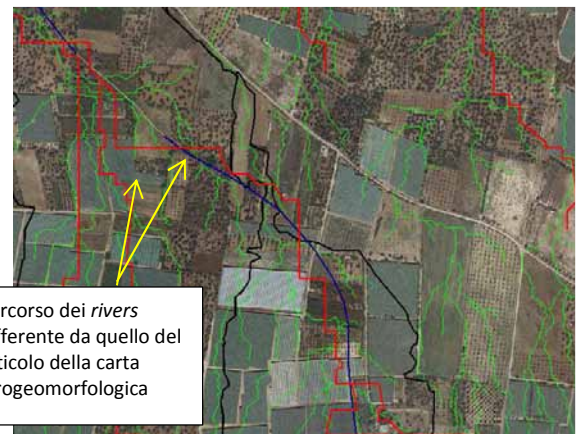 rcorso dei rivers
fferente da quello del
ticolo della carta
rogeomorfologica